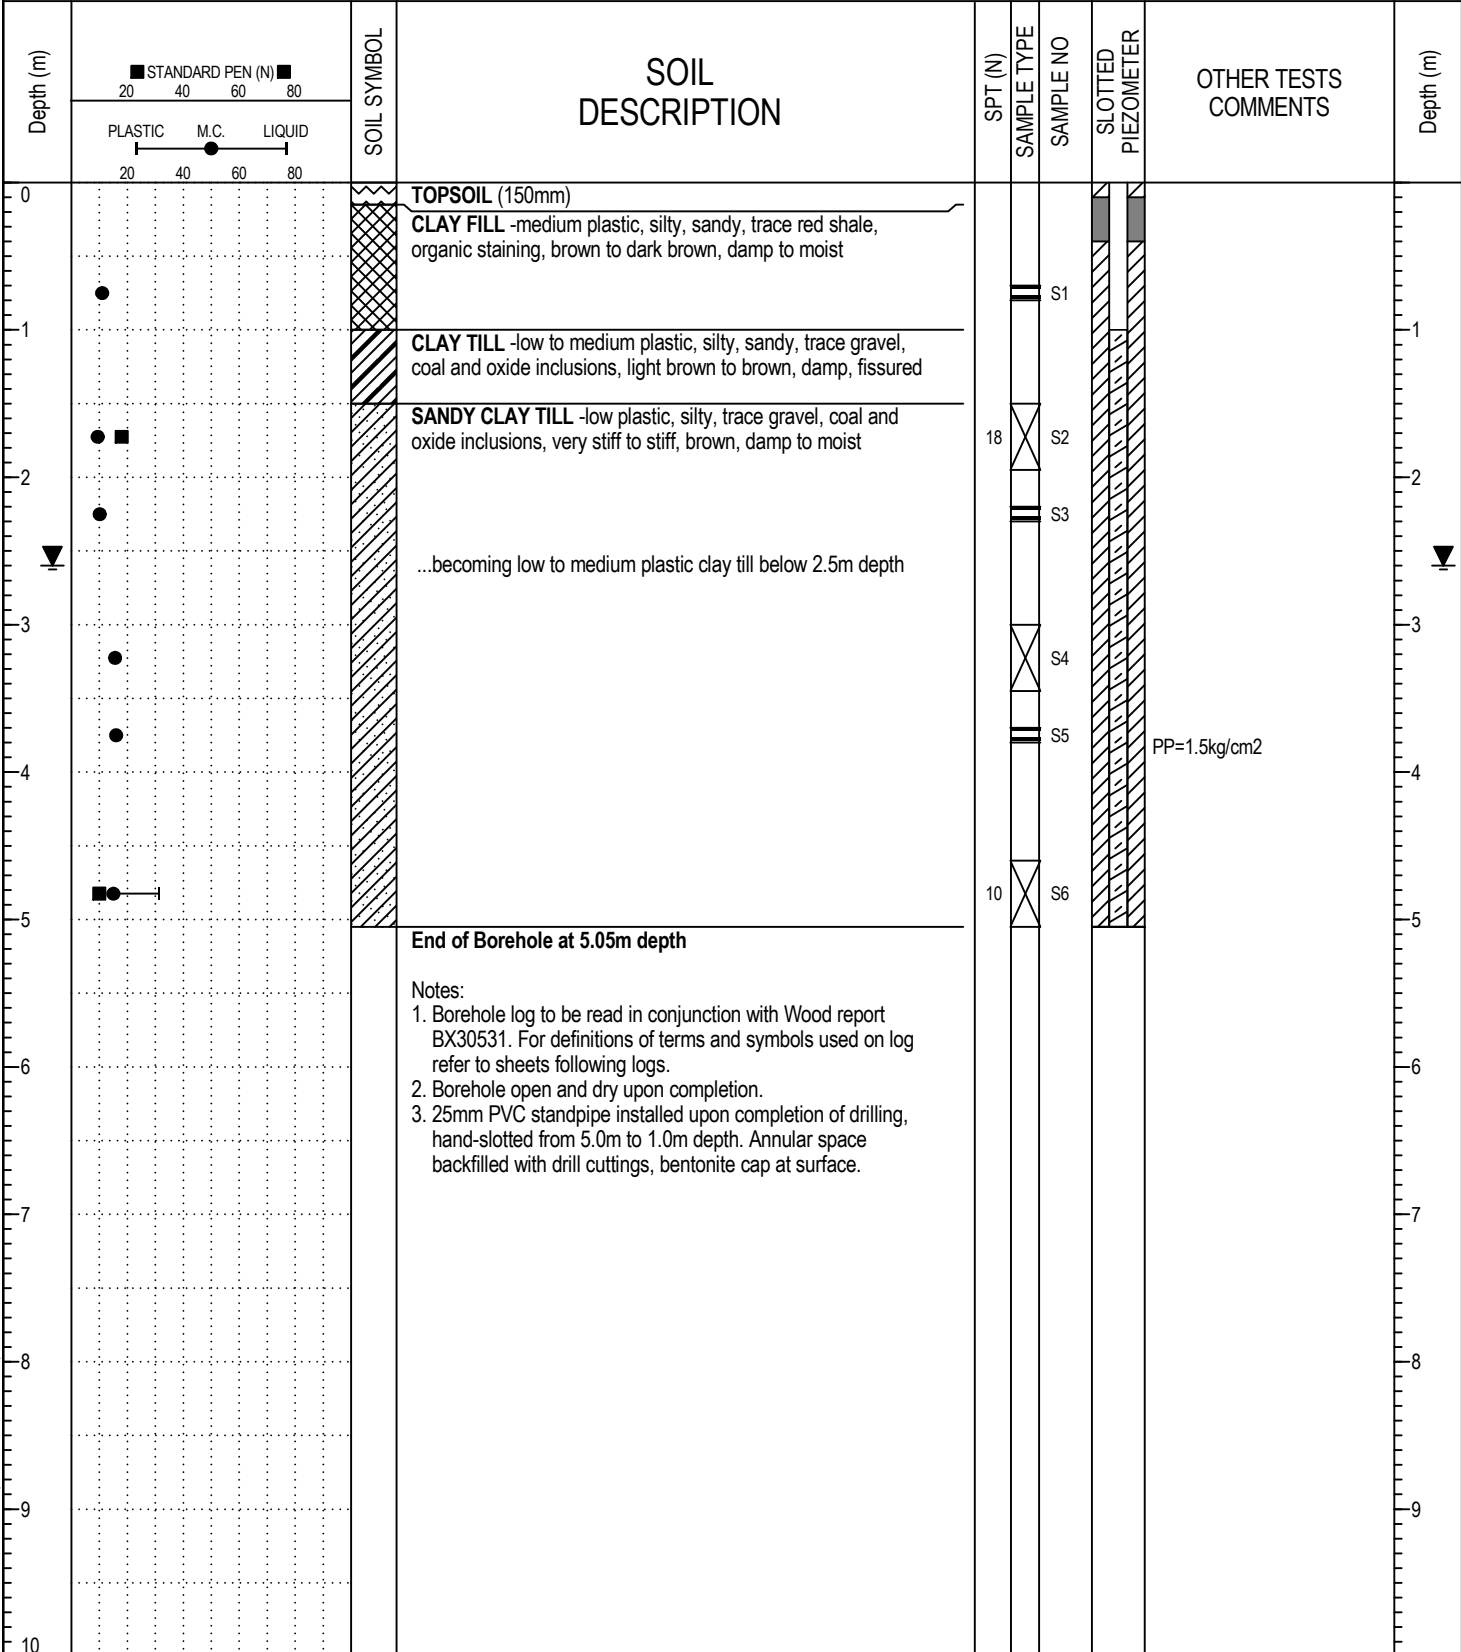 Depth (m)
STANDARD PEN (N)
20 40 60 80
PLASTIC M.C. LIQUID
20 40 60 80
SOIL SYMBOL
SOIL
DESCRIPTION
SPT (N)
SAMPLE TYPE
SAMPLE NO
SLOTTED
PIEZOMETER
OTHER TESTS
COMMENTS
Depth (m)
0
TOPSOIL (150mm)
CLAY FILL -medium plastic, silty, sandy, trace red shale,
organic staining, brown to dark brown, damp to moist
S1
1 1
CLAY TILL -low to medium plastic, silty, sandy, trace gravel,
coal and oxide inclusions, light brown to brown, damp, fissured
SANDY CLAY TILL -low plastic, silty, trace gravel, coal and
oxide inclusions, very stiff to stiff, brown, damp to moist
18 S2
2 2
S3
...becoming low to medium plastic clay till below 2.5m depth
3 3
S4
S5
PP=1.5kg/cm2
4 4
10 S6
5 5
End of Borehole at 5.05m depth
Notes:
1. Borehole log to be read in conjunction with Wood report
BX30531. For definitions of terms and symbols used on log
refer to sheets following logs.
6 6
2. Borehole open and dry upon completion.
3. 25mm PVC standpipe installed upon completion of drilling,
hand-slotted from 5.0m to 1.0m depth. Annular space
backfilled with drill cuttings, bentonite cap at surface.
7 7
8 8
9 9
10